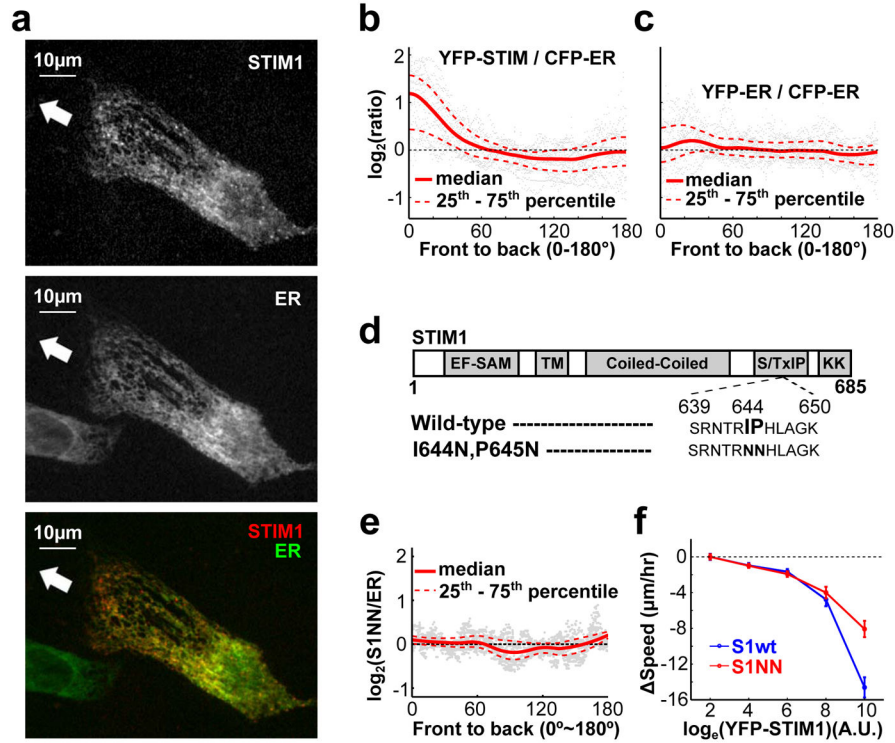 a
10μm
STIM1
10μm
ER
10μm
STIM1
ER
b
YFP-STIM / CFP-ER
log2(ratio)
2
1
0
-1
median
25th - 75th percentile
0 60 120 180
Front to back (0-180°)
c
YFP-ER / CFP-ER
median
25th - 75th percentile
0 60 120 180
Front to back (0-180°)
d
STIM1
EF-SAM TM Coiled-Coiled S/TxIP KK
1 685
639 644 650
Wild-type SRNTRIPHLAGK
I644N,P645N SRNTRNNHLAGK
e
log2(S1NN/ER)
2
1
0
-1
median
25th - 75th percentile
0 60 120 180
Front to back (0º~180º)
f
ΔSpeed (μm/hr)
0
-4
-8
-12
-16
S1wt
S1NN
2 4 6 8 10
loge(YFP-STIM1)(A.U.)